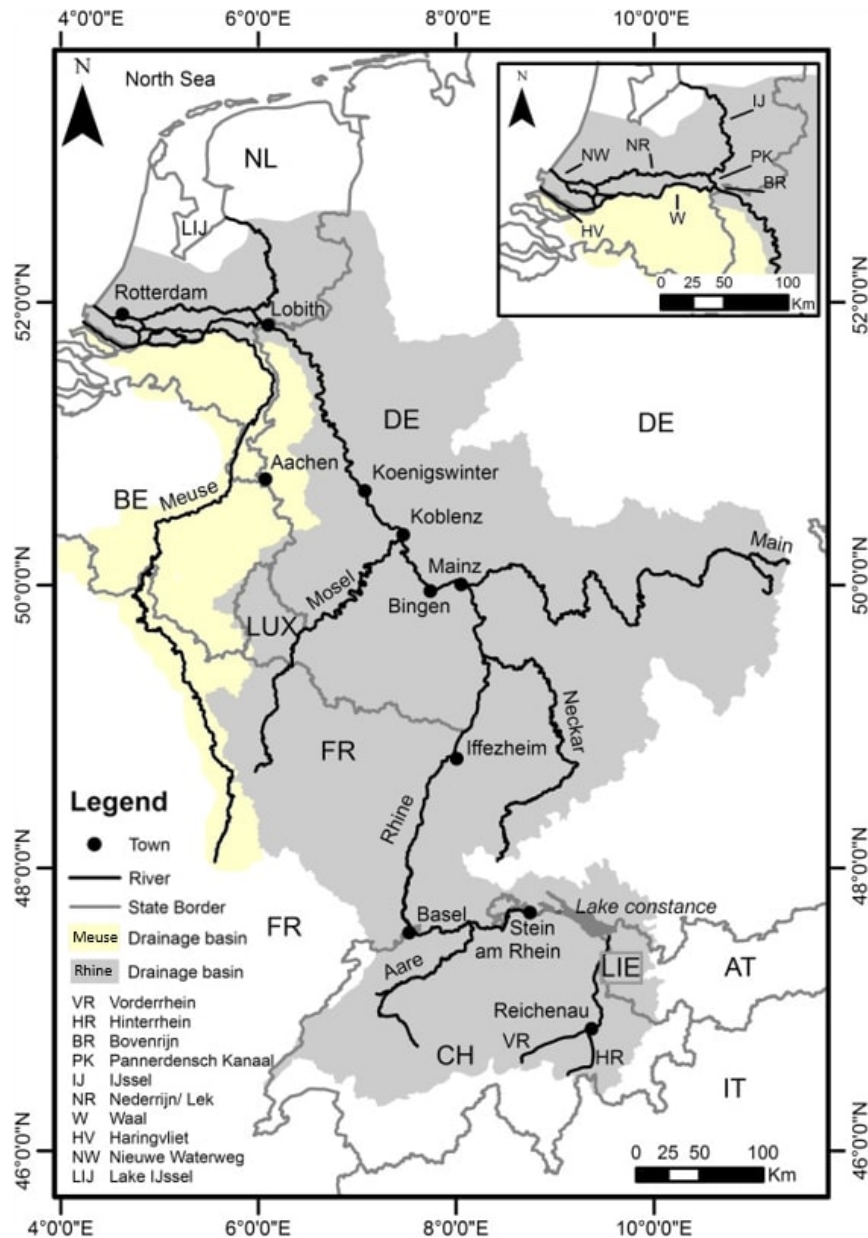 4°0'0"E 6°0'0"E 8°0'0"E 10°0'0"E
N
North Sea
NL
LIJ
Rotterdam
Lobith
DE
DE
Aachen
Koenigswinter
BE
Meuse
Koblenz
Mosel
Mainz
Main
Bingen
LUX
Neckar
FR
Iffezheim
Rhine
FR
Basel
Stein
am Rhein
Lake constance
Aare
LIE
AT
Reichenau
VR
HR
CH
IT
0 25 50 100
Km
N
IJ
NW
NR
PK
BR
HV
W
0 25 50 100
Km
Legend
Town
River
State Border
Meuse Drainage basin
Rhine Drainage basin
VR Vorderrhein
HR Hinterrhein
BR Bovenrijn
PK Pannerdensch Kanaal
IJ IJssel
NR Nederrijn/ Lek
W Waal
HV Haringvliet
NW Nieuwe Waterweg
LIJ Lake IJssel
52°0'0"N
50°0'0"N
48°0'0"N
46°0'0"N
52°0'0"N
50°0'0"N
48°0'0"N
46°0'0"N
4°0'0"E 6°0'0"E 8°0'0"E 10°0'0"E